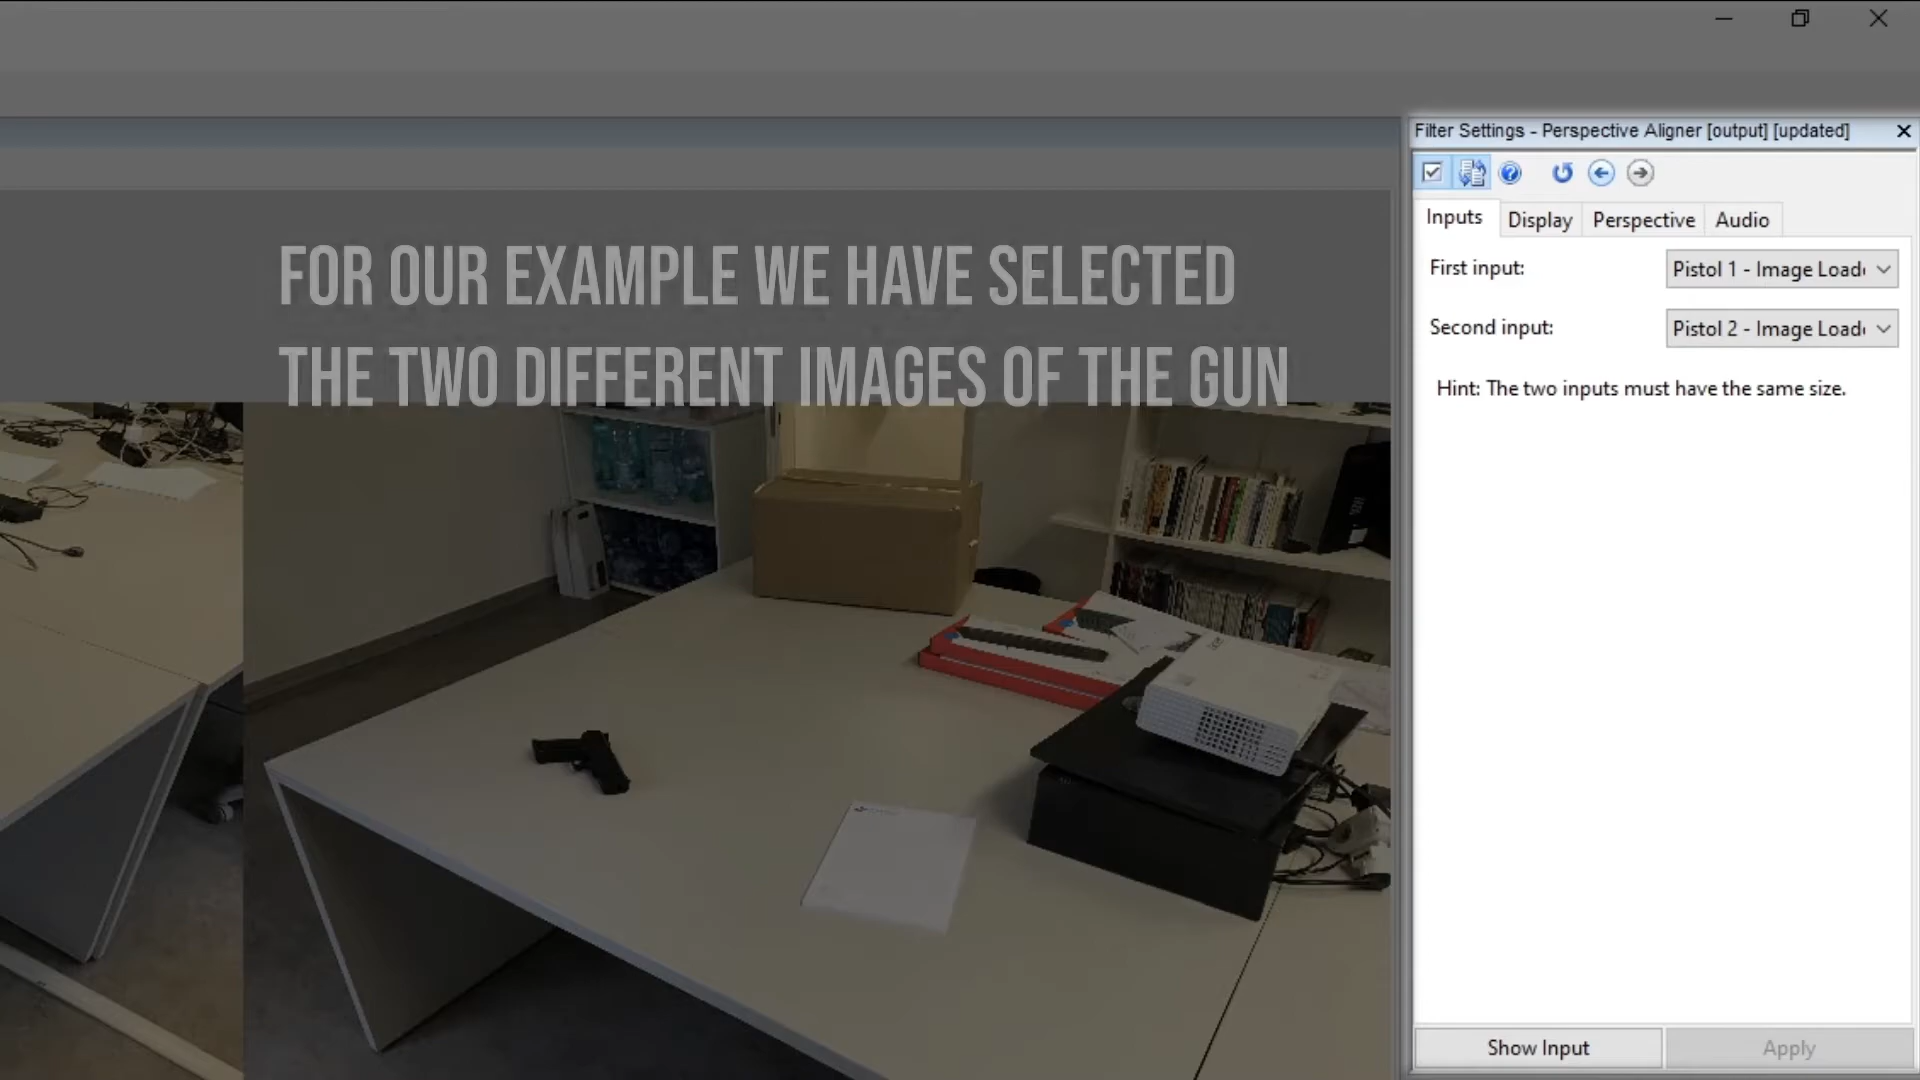 Filter Settings - Perspective Aligner [output] [updated]
Inputs Display Perspective Audio
FOR OUR EXAMPLE WE HAVE SELECTED
THE TWO DIFFERENT IMAGES OF THE GUN
First input: Pistol 1 - Image Load
Second input: Pistol 2 - Image Load
Hint: The two inputs must have the same size.
Show Input Apply